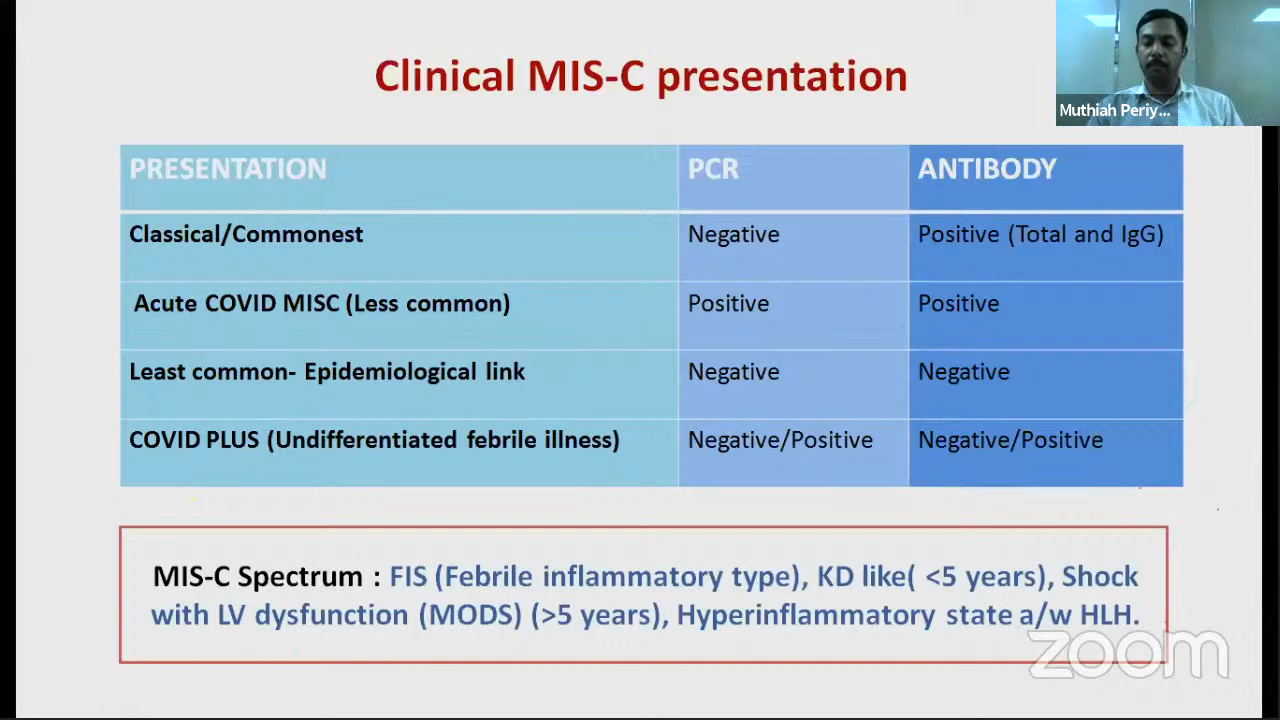 Clinical MIS-C presentation
Muthiah Periy...
PRESENTATION PCR ANTIBODY
Classical/Commonest Negative Positive (Total and IgG)
Acute COVID MISC (Less common) Positive Positive
Least common- Epidemiological link Negative Negative
COVID PLUS (Undifferentiated febrile illness) Negative/Positive Negative/Positive
MIS-C Spectrum : FIS (Febrile inflammatory type), KD like( <5 years), Shock
with LV dysfunction (MODS) (>5 years), Hyperinflammatory state a/w HLH.
zoom